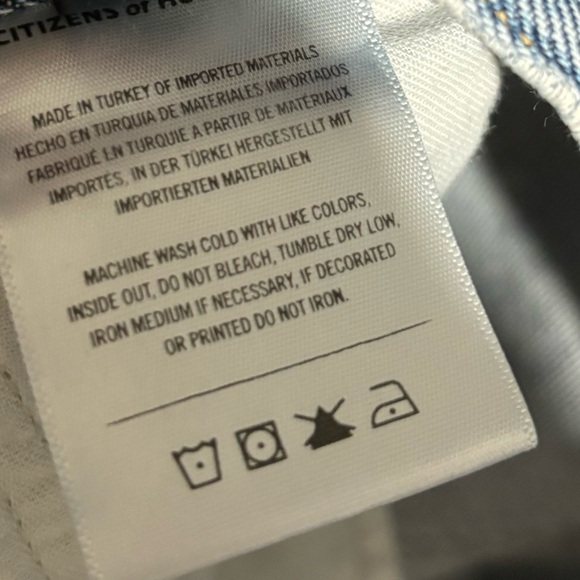 CITIZENS of
MADE IN TURKEY OF IMPORTED MATERIALS
HECHO EN TURQUIA DE MATERIALES IMPORTADOS
FABRIQUÉ EN TURQUIE A PARTIR DE MATÉRIAUX
IMPORTÉS, IN DER TÜRKEI HERGESTELLT MIT
IMPORTIERTEN MATERIALIEN
MACHINE WASH COLD WITH LIKE COLORS,
INSIDE OUT, DO NOT BLEACH, TUMBLE DRY LOW,
IRON MEDIUM IF NECESSARY, IF DECORATED
OR PRINTED DO NOT IRON.